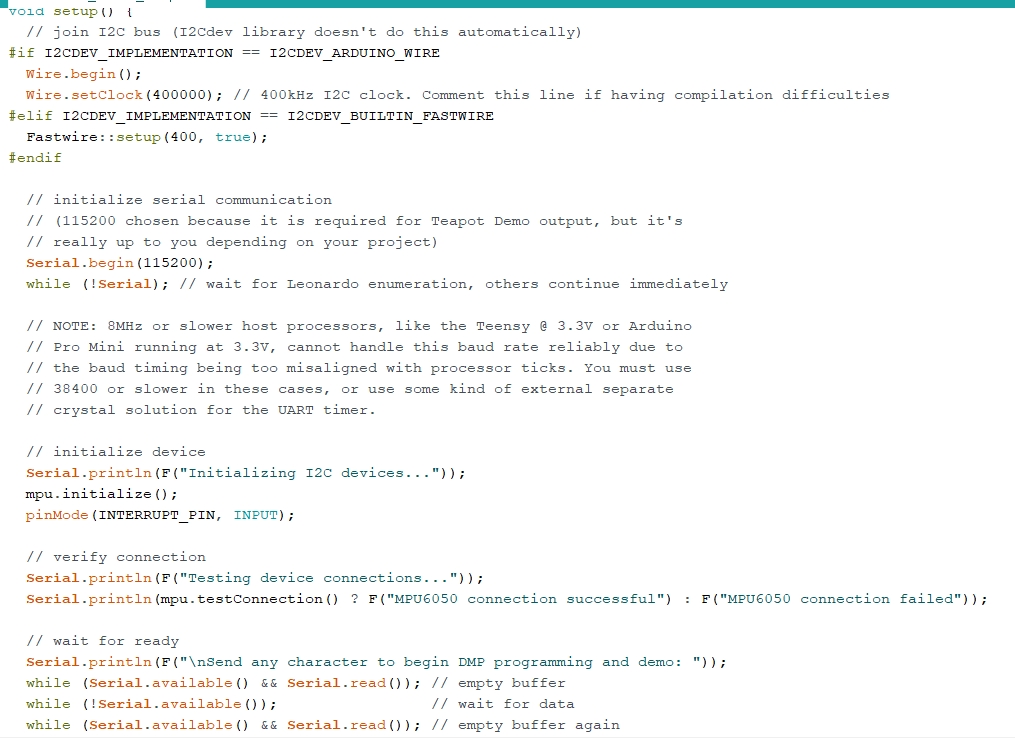 void setup() {
  // join I2C bus (I2Cdev library doesn't do this automatically)
#if I2CDEV_IMPLEMENTATION == I2CDEV_ARDUINO_WIRE
  Wire.begin();
  Wire.setClock(400000); // 400kHz I2C clock. Comment this line if having compilation difficulties
#elif I2CDEV_IMPLEMENTATION == I2CDEV_BUILTIN_FASTWIRE
  Fastwire::setup(400, true);
#endif

  // initialize serial communication
  // (115200 chosen because it is required for Teapot Demo output, but it's
  // really up to you depending on your project)
  Serial.begin(115200);
  while (!Serial); // wait for Leonardo enumeration, others continue immediately

  // NOTE: 8MHz or slower host processors, like the Teensy @ 3.3V or Arduino
  // Pro Mini running at 3.3V, cannot handle this baud rate reliably due to
  // the baud timing being too misaligned with processor ticks. You must use
  // 38400 or slower in these cases, or use some kind of external separate
  // crystal solution for the UART timer.

  // initialize device
  Serial.println(F("Initializing I2C devices..."));
  mpu.initialize();
  pinMode(INTERRUPT_PIN, INPUT);

  // verify connection
  Serial.println(F("Testing device connections..."));
  Serial.println(mpu.testConnection() ? F("MPU6050 connection successful") : F("MPU6050 connection failed"));

  // wait for ready
  Serial.println(F("\nSend any character to begin DMP programming and demo: "));
  while (Serial.available() && Serial.read()); // empty buffer
  while (!Serial.available());                 // wait for data
  while (Serial.available() && Serial.read()); // empty buffer again